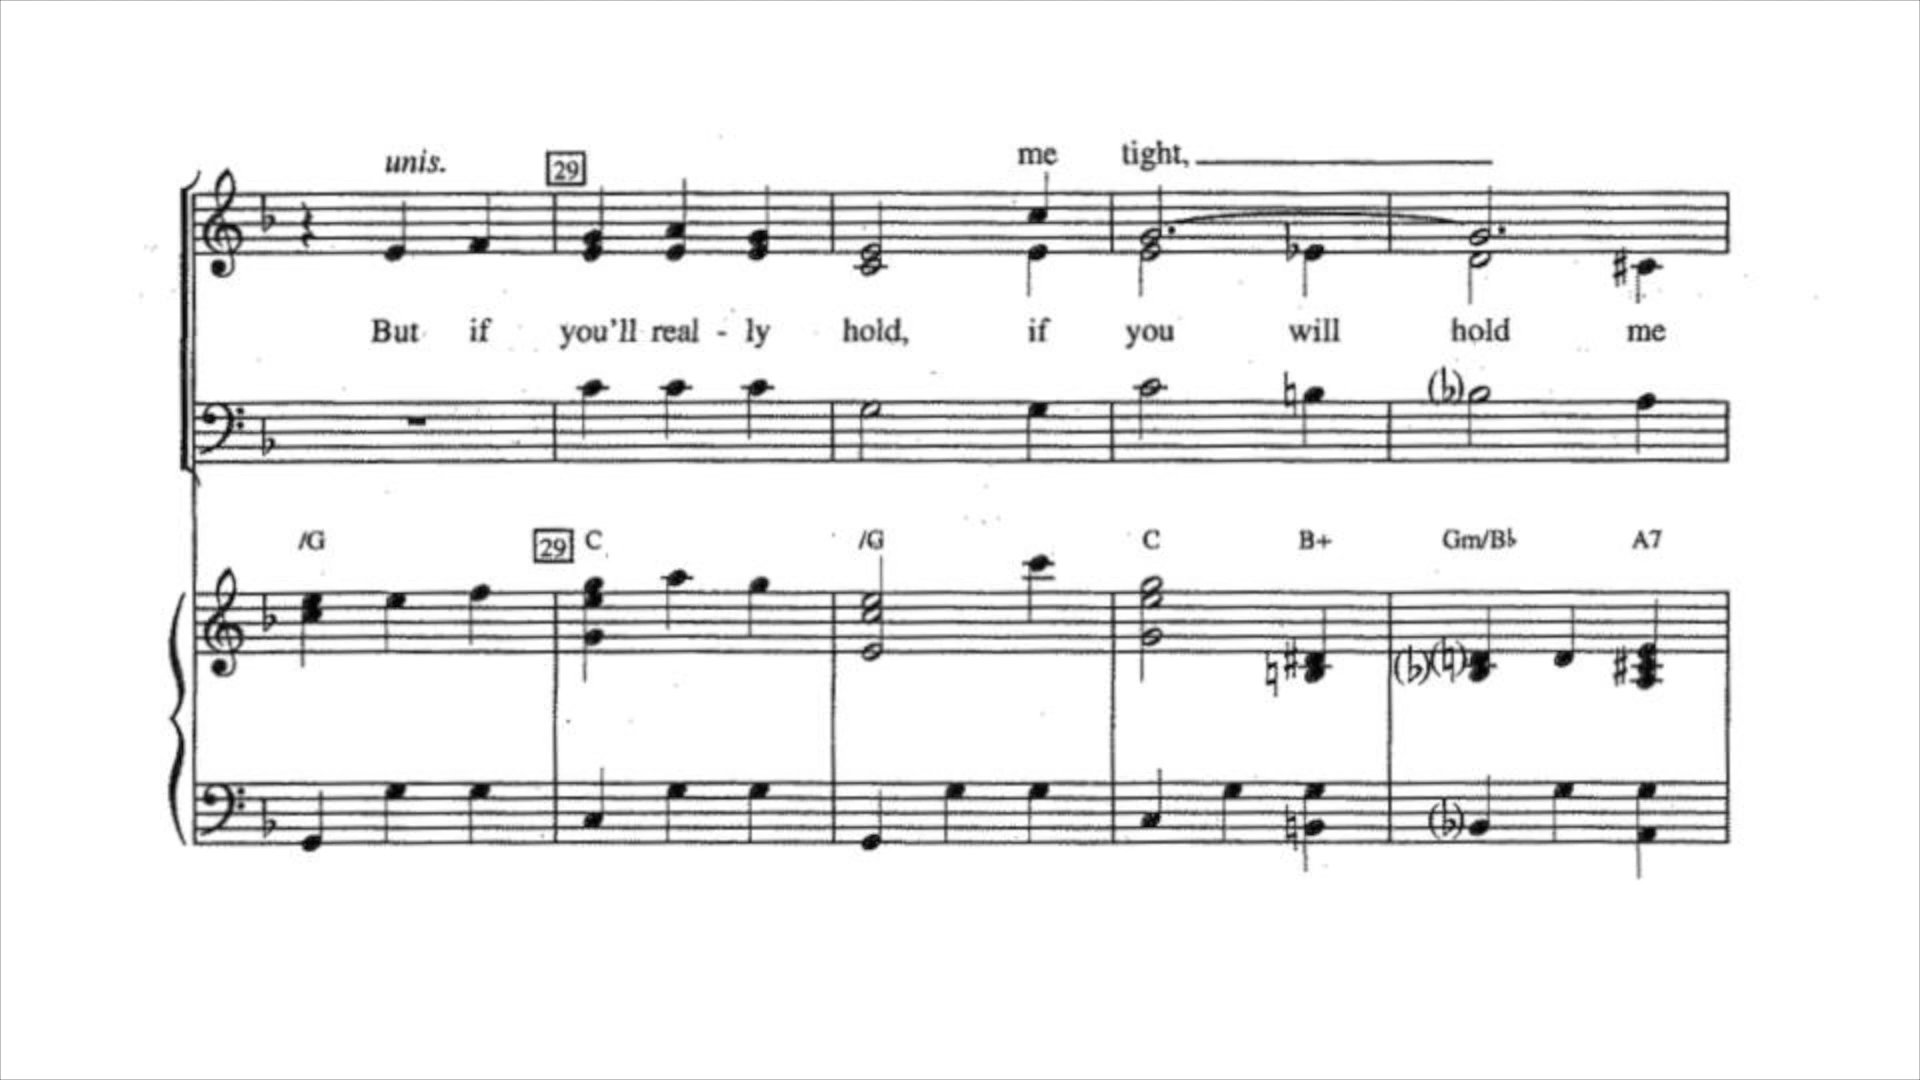 unis. 29 me tight,
But if you'll real - ly hold, if you will hold me
/G 29 C /G C B+ Gm/B♭ A7